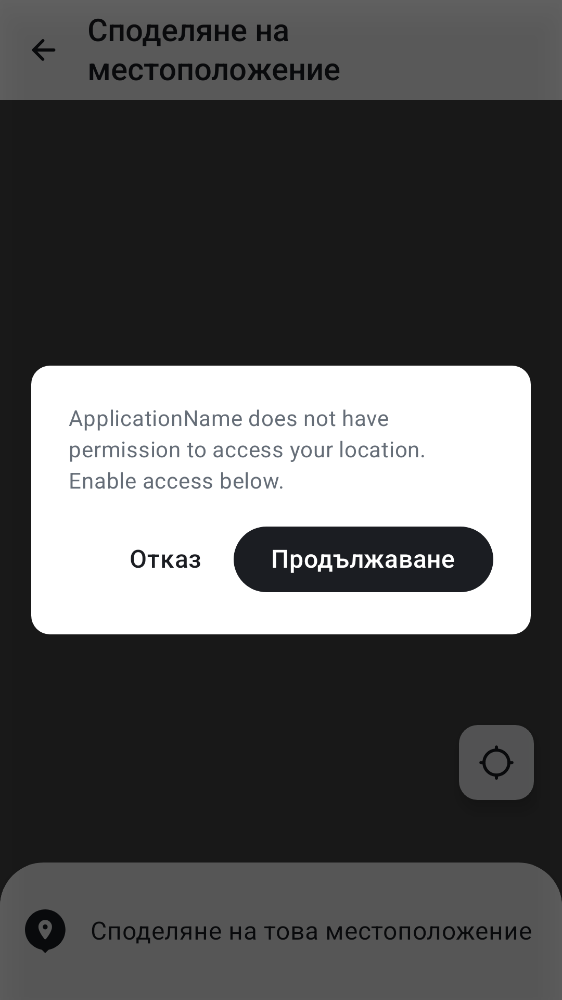 Споделяне на
местоположение
ApplicationName does not have
permission to access your location.
Enable access below.
Отказ
Продължаване
Споделяне на това местоположение